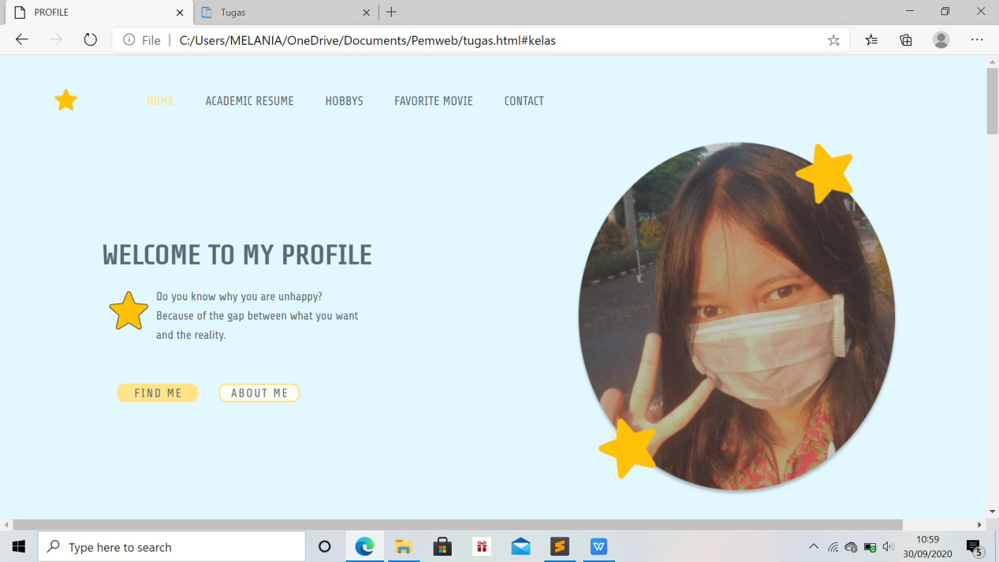 PROFILE
Tugas
File
C:/Users/MELANIA/OneDrive/Documents/Pemweb/tugas.html#kelas
HOME
ACADEMIC RESUME
HOBBYS
FAVORITE MOVIE
CONTACT
WELCOME TO MY PROFILE
Do you know why you are unhappy?
Because of the gap between what you want
and the reality.
FIND ME
ABOUT ME
Type here to search
W
10:59
30/09/2020
5